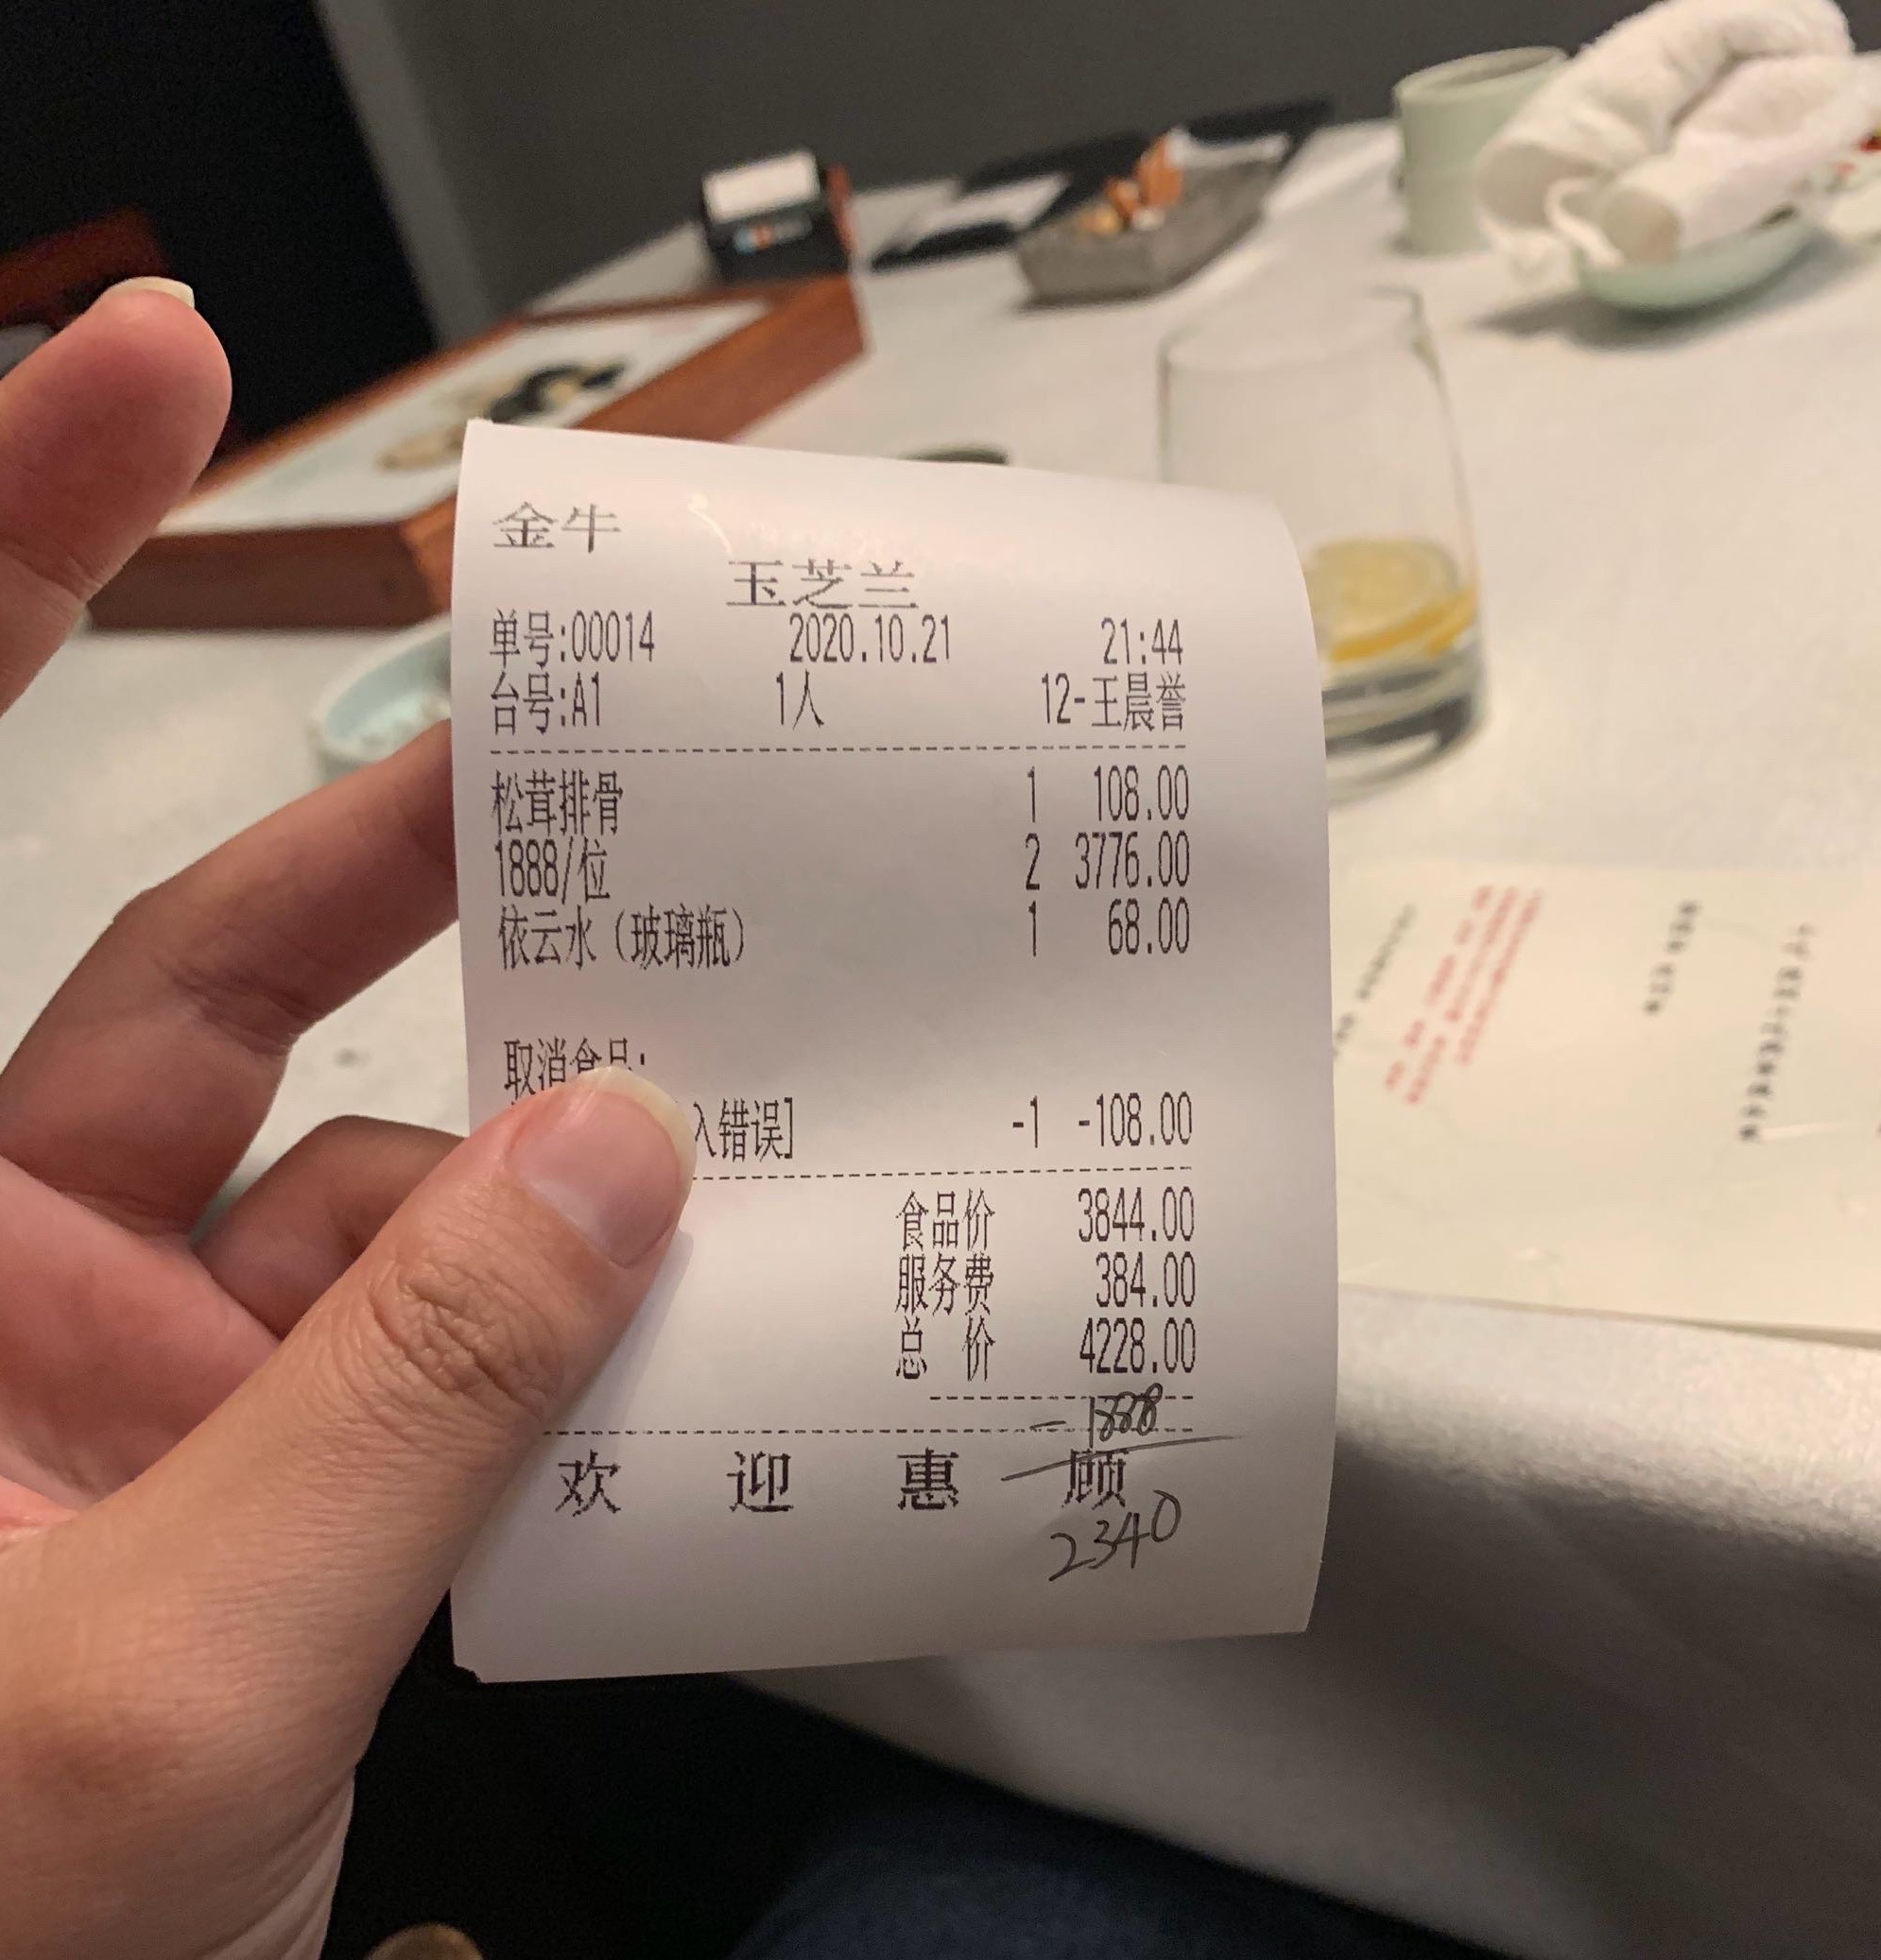 金牛
玉芝兰
单号:00014 2020.10.21 21:44
台号:A1 1人 12-王晨誉
松茸排骨 1 108.00
1888/位 2 3776.00
依云水（玻璃瓶） 1 68.00
取消食品:
入错误] -1 -108.00
食品价 3844.00
服务费 384.00
总 价 4228.00
- 1888
欢 迎 惠 顾
2340